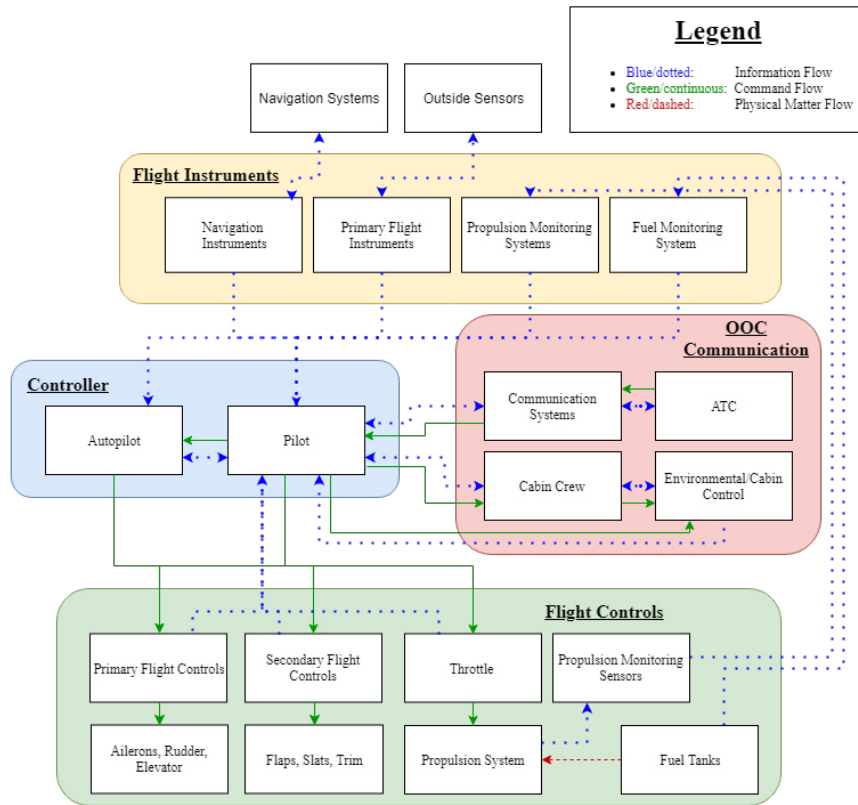 Legend
Blue/dotted: Information Flow
Green/continuous: Command Flow
Red/dashed: Physical Matter Flow
Navigation Systems
Outside Sensors
Flight Instruments
Navigation
Instruments
Primary Flight
Instruments
Propulsion Monitoring
Systems
Fuel Monitoring
System
OOC
Communication
Controller
Autopilot
Pilot
Communication
Systems
ATC
Cabin Crew
Environmental/Cabin
Control
Flight Controls
Primary Flight Controls
Secondary Flight
Controls
Throttle
Propulsion Monitoring
Sensors
Ailerons, Rudder,
Elevator
Flaps, Slats, Trim
Propulsion System
Fuel Tanks